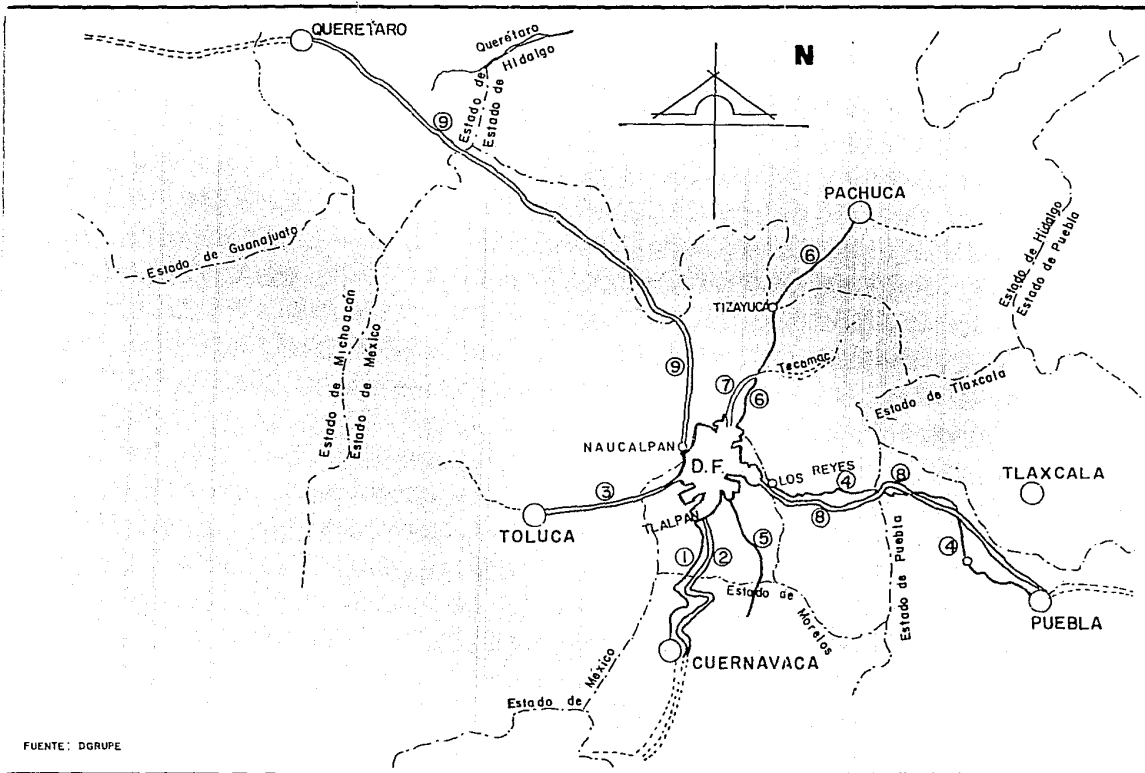 QUERETARO
Querétaro
Hidalgo
N
Estado de
Estado de
⑨
PACHUCA
Estado de Guanajuato
⑥
Estado de Hidalgo
Estado de Puebla
TIZAYUCA
Estado de Michoacán
Estado de México
⑨
Tecamac
⑦
⑥
Estado de Tlaxcala
NAUCALPAN
D.F.
LOS REYES
④
⑧
TLAXCALA
③
⑧
TOLUCA
TLALPAN
⑤
④
①
②
Estado de Morelos
Estado de Puebla
PUEBLA
CUERNAVACA
Estado de México
FUENTE: DGRUPE